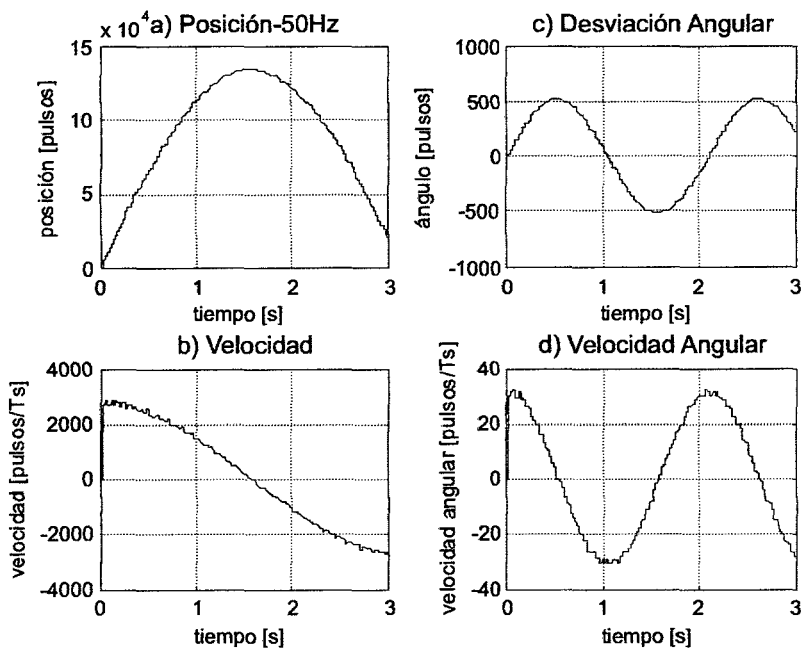 x 10⁴a) Posición-50Hz
15
10
5
0
posición [pulsos]
0 1 2 3
tiempo [s]
c) Desviación Angular
1000
500
0
-500
-1000
ángulo [pulsos]
0 1 2 3
tiempo [s]
b) Velocidad
4000
2000
0
-2000
-4000
velocidad [pulsos/Ts]
0 1 2 3
tiempo [s]
d) Velocidad Angular
40
20
0
-20
-40
velocidad angular [pulsos/Ts]
0 1 2 3
tiempo [s]